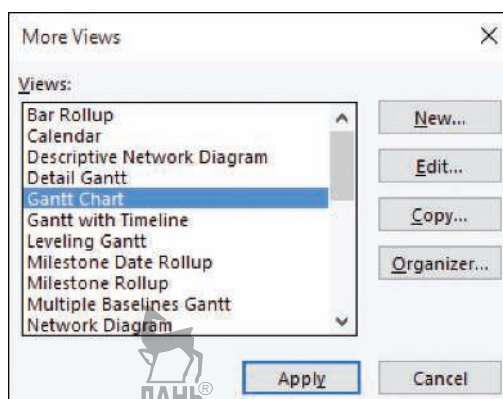 More Views
Views:
Bar Rollup
Calendar
Descriptive Network Diagram
Detail Gantt
Gantt Chart
Gantt with Timeline
Leveling Gantt
Milestone Date Rollup
Milestone Rollup
Multiple Baselines Gantt
Network Diagram
New...
Edit...
Copy...
Organizer...
Apply
Cancel
ЛАНЬ®